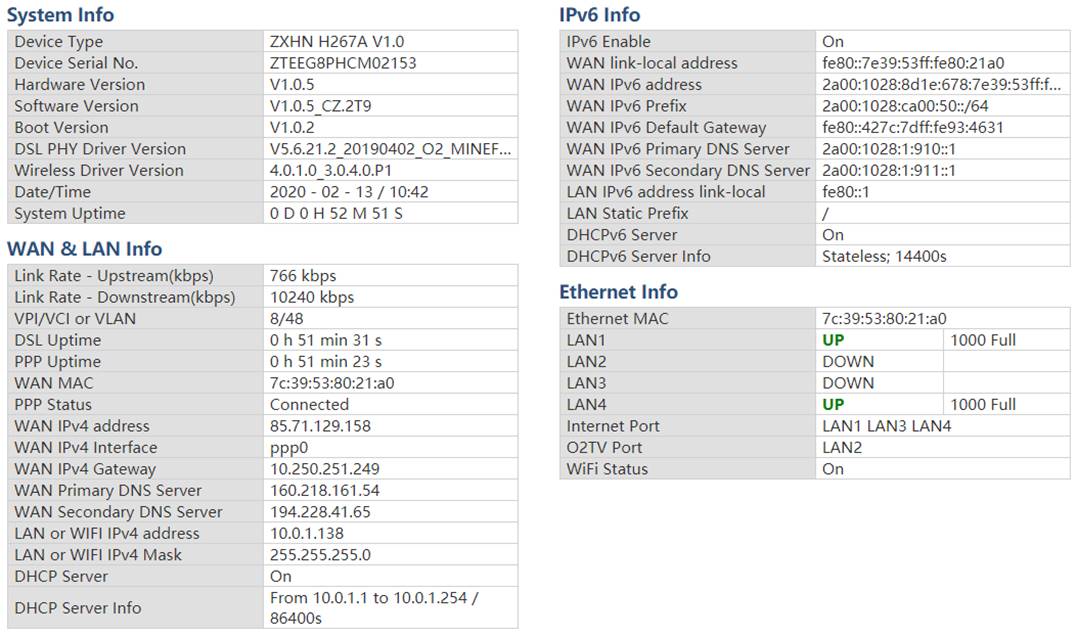 System Info
Device Type ZXHN H267A V1.0
Device Serial No. ZTEEG8PHCM02153
Hardware Version V1.0.5
Software Version V1.0.5_CZ.2T9
Boot Version V1.0.2
DSL PHY Driver Version V5.6.21.2_20190402_O2_MINEF...
Wireless Driver Version 4.0.1.0_3.0.4.0.P1
Date/Time 2020 - 02 - 13 / 10:42
System Uptime 0 D 0 H 52 M 51 S
WAN & LAN Info
Link Rate - Upstream(kbps) 766 kbps
Link Rate - Downstream(kbps) 10240 kbps
VPI/VCI or VLAN 8/48
DSL Uptime 0 h 51 min 31 s
PPP Uptime 0 h 51 min 23 s
WAN MAC 7c:39:53:80:21:a0
PPP Status Connected
WAN IPv4 address 85.71.129.158
WAN IPv4 Interface ppp0
WAN IPv4 Gateway 10.250.251.249
WAN Primary DNS Server 160.218.161.54
WAN Secondary DNS Server 194.228.41.65
LAN or WIFI IPv4 address 10.0.1.138
LAN or WIFI IPv4 Mask 255.255.255.0
DHCP Server On
DHCP Server Info From 10.0.1.1 to 10.0.1.254 /
86400s
IPv6 Info
IPv6 Enable On
WAN link-local address fe80::7e39:53ff:fe80:21a0
WAN IPv6 address 2a00:1028:8d1e:678:7e39:53ff:f...
WAN IPv6 Prefix 2a00:1028:ca00:50::/64
WAN IPv6 Default Gateway fe80::427c:7dff:fe93:4631
WAN IPv6 Primary DNS Server 2a00:1028:1:910::1
WAN IPv6 Secondary DNS Server 2a00:1028:1:911::1
LAN IPv6 address link-local fe80::1
LAN Static Prefix /
DHCPv6 Server On
DHCPv6 Server Info Stateless; 14400s
Ethernet Info
Ethernet MAC 7c:39:53:80:21:a0
LAN1 UP 1000 Full
LAN2 DOWN
LAN3 DOWN
LAN4 UP 1000 Full
Internet Port LAN1 LAN3 LAN4
O2TV Port LAN2
WiFi Status On